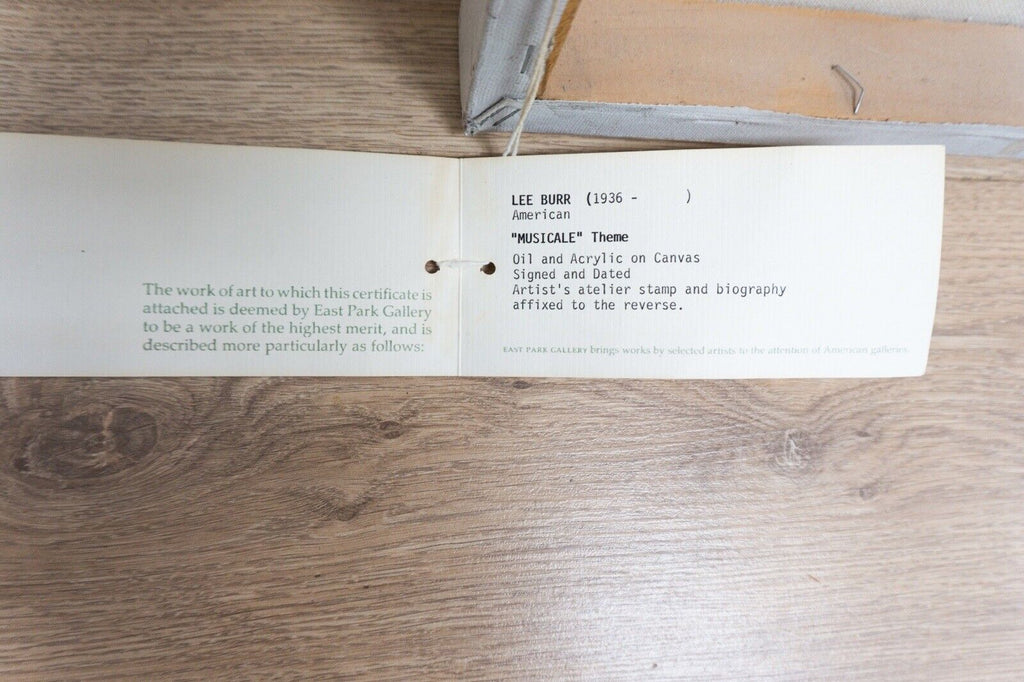 The work of art to which this certificate is
attached is deemed by East Park Gallery
to be a work of the highest merit, and is
described more particularly as follows:
LEE BURR (1936 -      )
American
"MUSICALE" Theme
Oil and Acrylic on Canvas
Signed and Dated
Artist's atelier stamp and biography
affixed to the reverse.
EAST PARK GALLERY brings works by selected artists to the attention of American galleries.